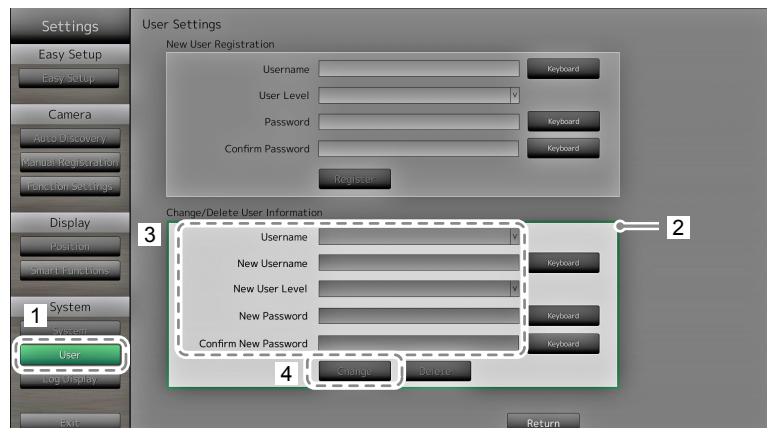 Settings
Easy Setup
Easy Setup
Camera
Auto Discovery
Manual Registration
Function Settings
Display
Position
Smart Functions
System
1
System
User
Log Display
Exit
User Settings
New User Registration
Username Keyboard
User Level V
Password Keyboard
Confirm Password Keyboard
Register
Change/Delete User Information
2
3
Username V
New Username Keyboard
New User Level V
New Password Keyboard
Confirm New Password Keyboard
4 Change Delete
Return